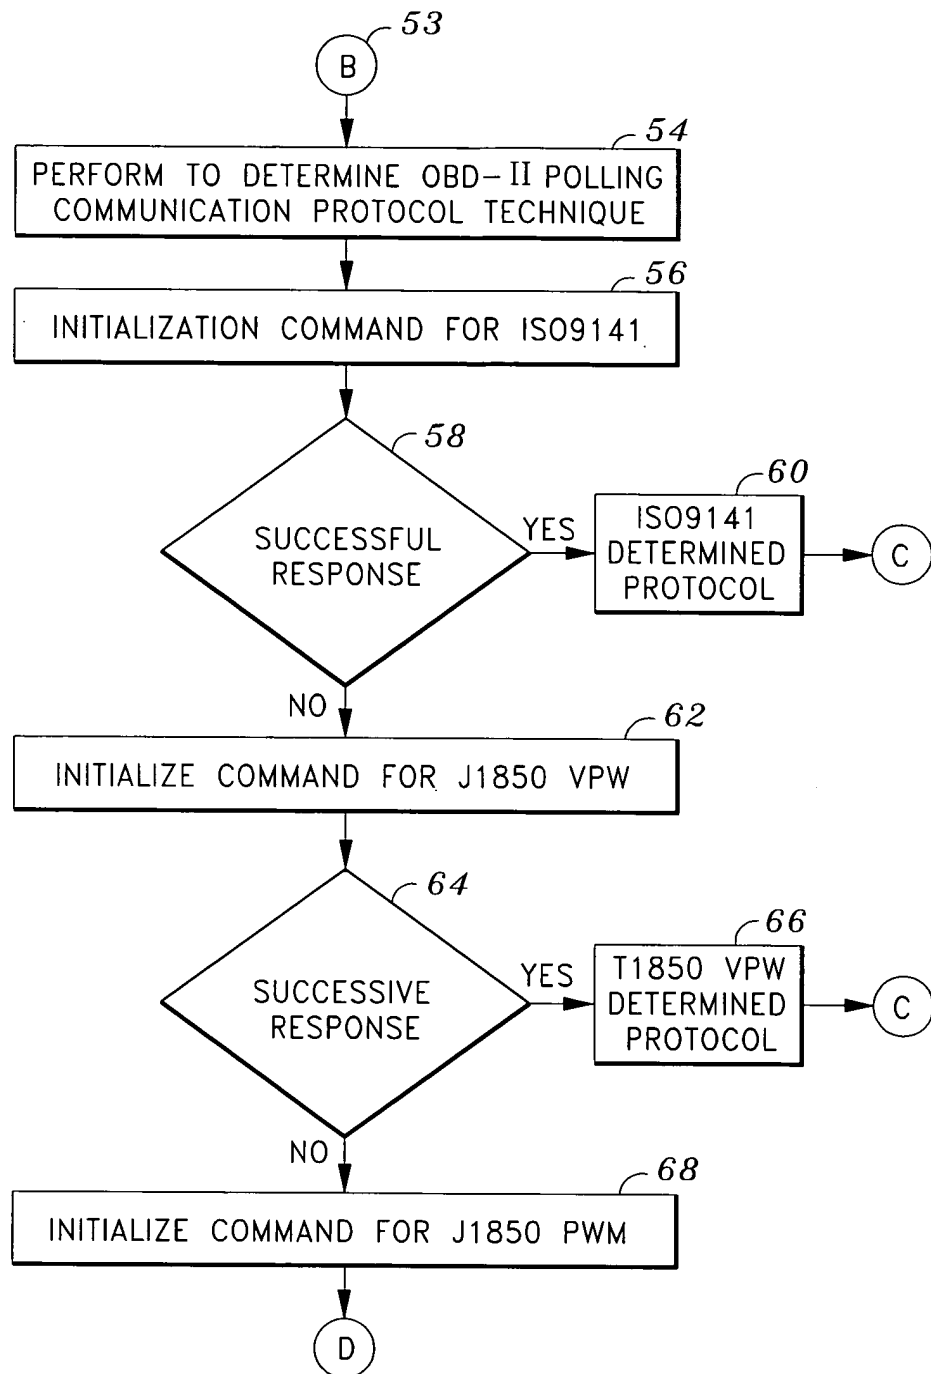 53
B
54
PERFORM TO DETERMINE OBD-II POLLING
COMMUNICATION PROTOCOL TECHNIQUE
56
INITIALIZATION COMMAND FOR ISO9141
58
SUCCESSFUL
RESPONSE
YES
60
ISO9141
DETERMINED
PROTOCOL
C
NO
62
INITIALIZE COMMAND FOR J1850 VPW
64
SUCCESSIVE
RESPONSE
YES
66
T1850 VPW
DETERMINED
PROTOCOL
C
NO
68
INITIALIZE COMMAND FOR J1850 PWM
D